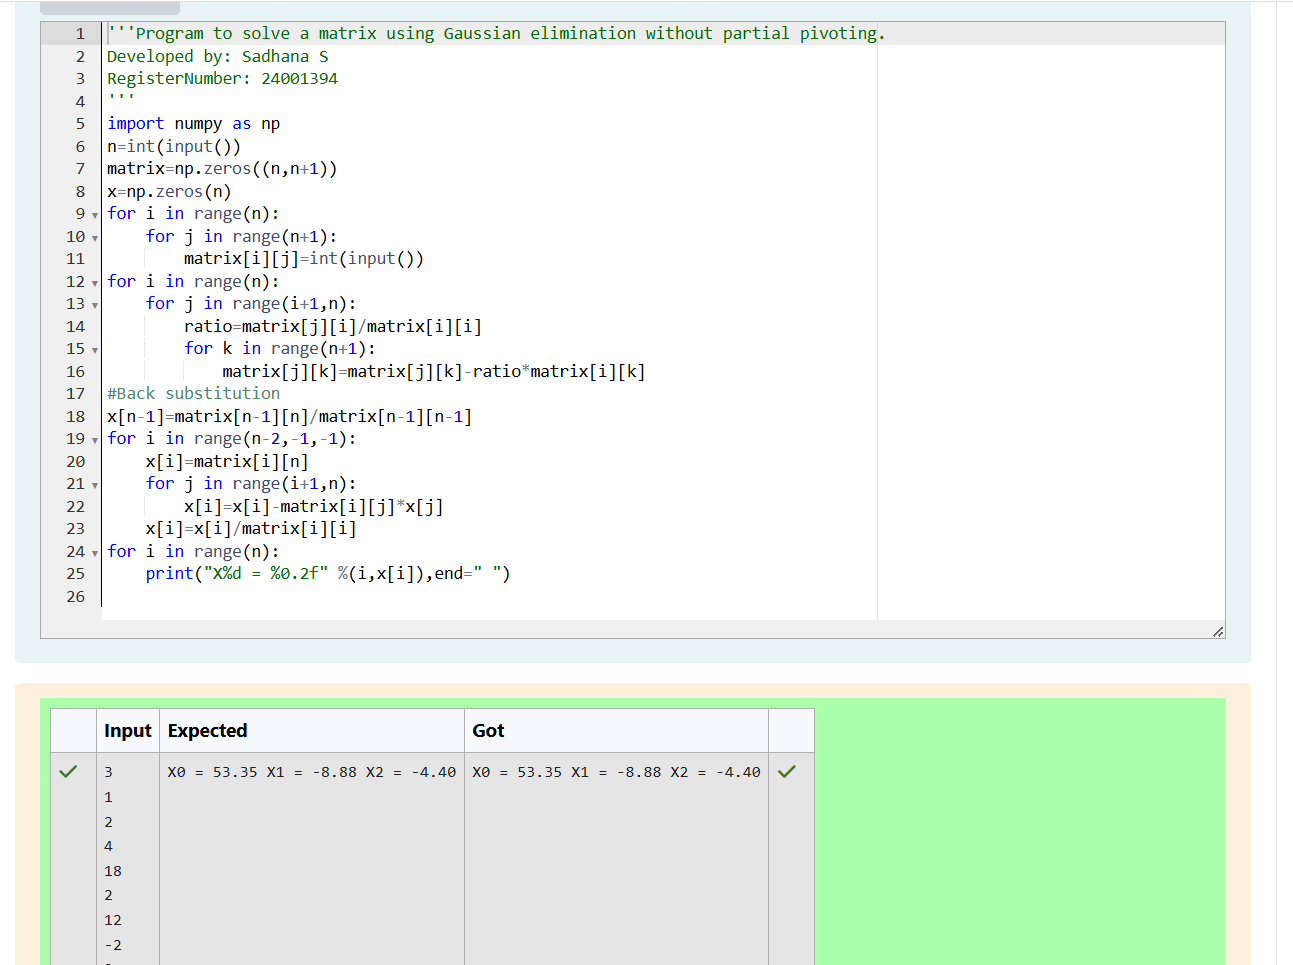 1 '''Program to solve a matrix using Gaussian elimination without partial pivoting.
2 Developed by: Sadhana S
3 RegisterNumber: 24001394
4 '''
5 import numpy as np
6 n=int(input())
7 matrix=np.zeros((n,n+1))
8 x=np.zeros(n)
9 for i in range(n):
10     for j in range(n+1):
11         matrix[i][j]=int(input())
12 for i in range(n):
13     for j in range(i+1,n):
14         ratio=matrix[j][i]/matrix[i][i]
15         for k in range(n+1):
16             matrix[j][k]=matrix[j][k]-ratio*matrix[i][k]
17 #Back substitution
18 x[n-1]=matrix[n-1][n]/matrix[n-1][n-1]
19 for i in range(n-2,-1,-1):
20     x[i]=matrix[i][n]
21     for j in range(i+1,n):
22         x[i]=x[i]-matrix[i][j]*x[j]
23     x[i]=x[i]/matrix[i][i]
24 for i in range(n):
25     print("X%d = %0.2f" %(i,x[i]),end=" ")
26
Input Expected Got
3 X0 = 53.35 X1 = -8.88 X2 = -4.40 X0 = 53.35 X1 = -8.88 X2 = -4.40
1
2
4
18
2
12
-2